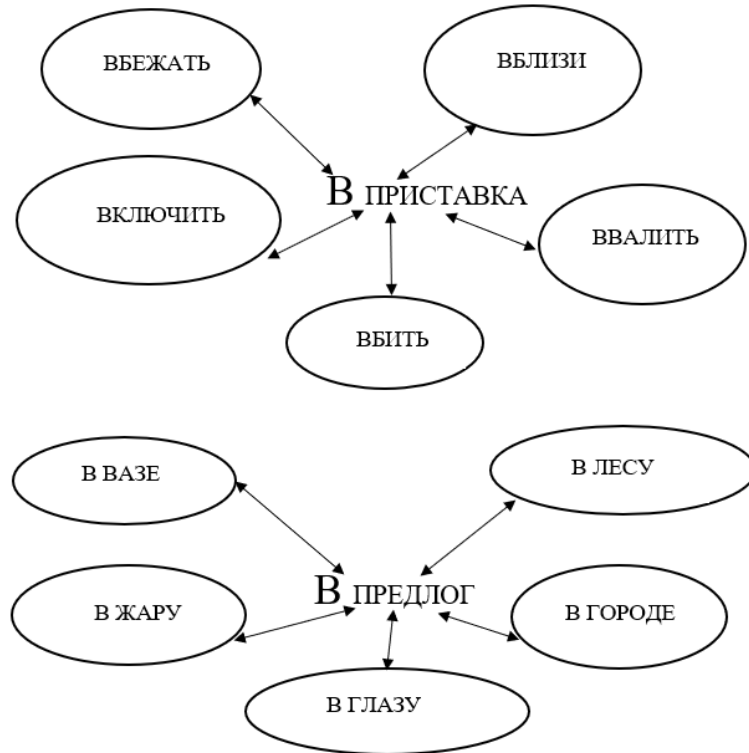 ВБЕЖАТЬ
ВБЛИЗИ
В ПРИСТАВКА
ВКЛЮЧИТЬ
ВВАЛИТЬ
ВБИТЬ
В ВАЗЕ
В ЛЕСУ
В ПРЕДЛОГ
В ЖАРУ
В ГОРОДЕ
В ГЛАЗУ